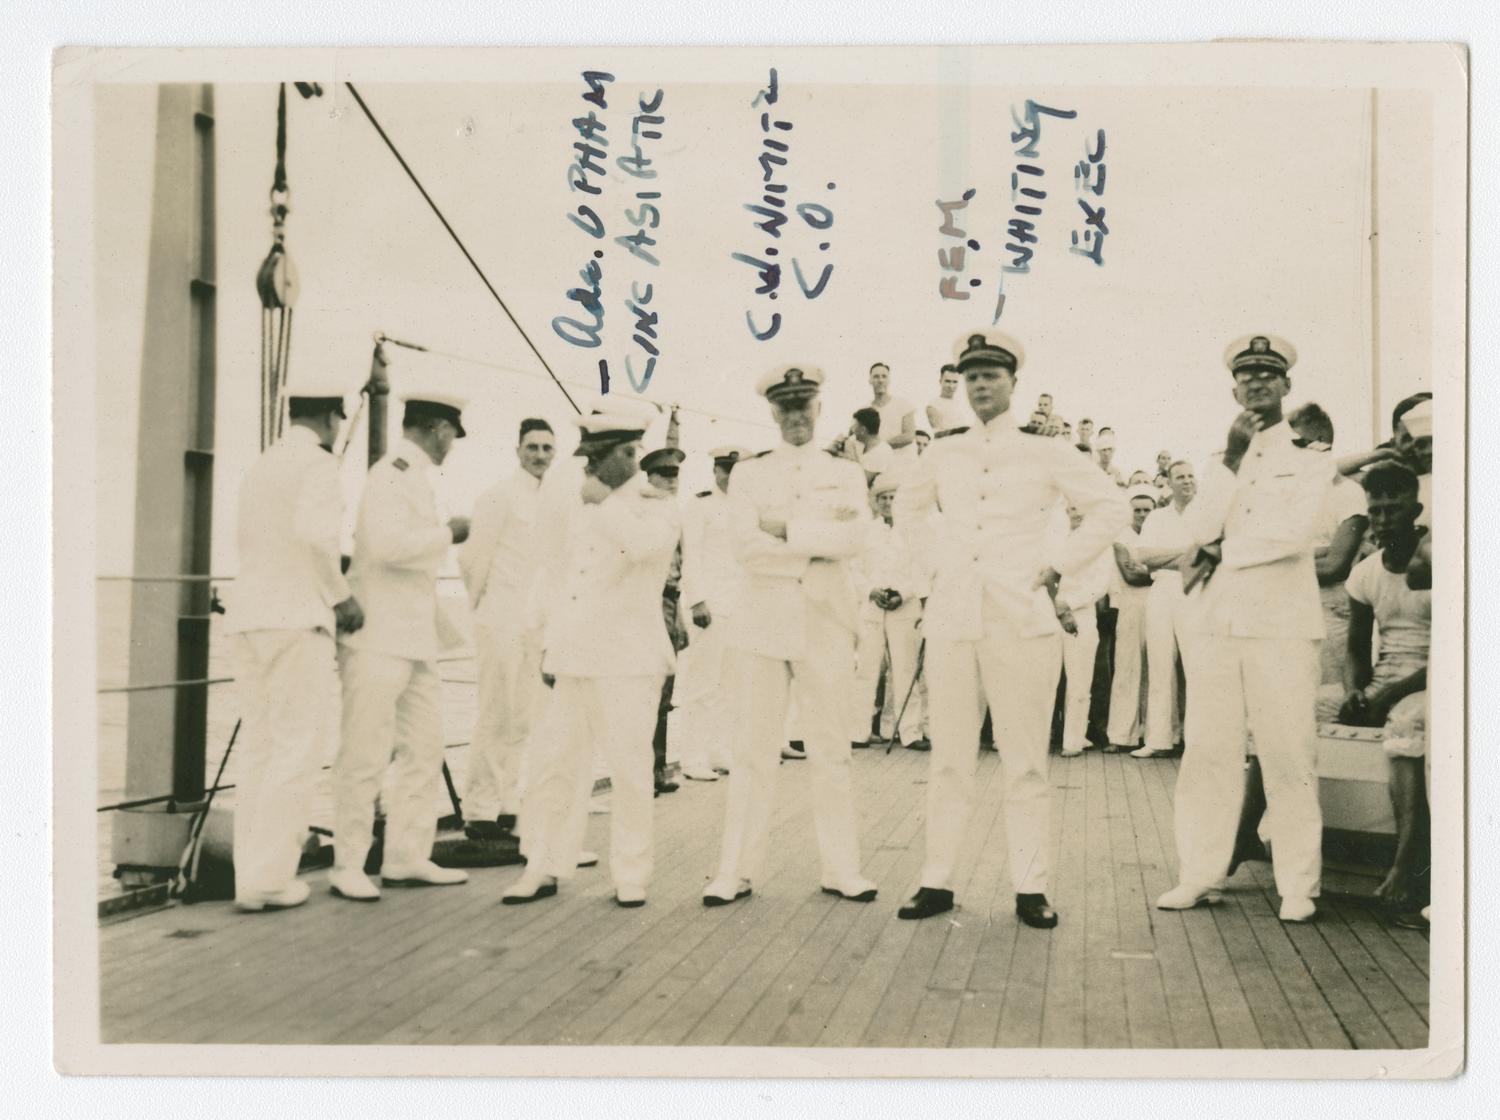 — Adm. UPHAM
CINC ASIATIC
C.W. NIMITZ
C.O.
F.E.M.
— WHITING
EXEC